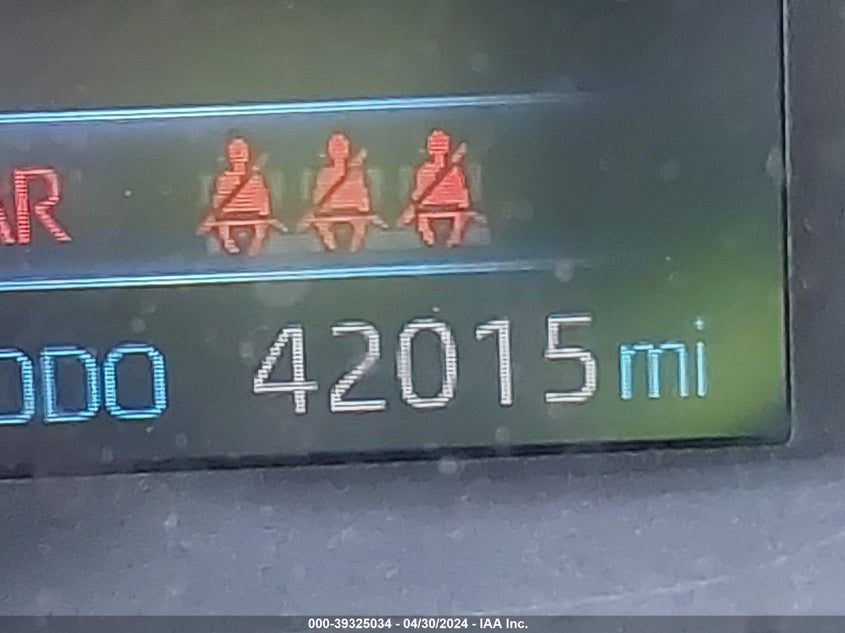 AR
ODO 42015 mi
000-39325034 - 04/30/2024 - IAA Inc.